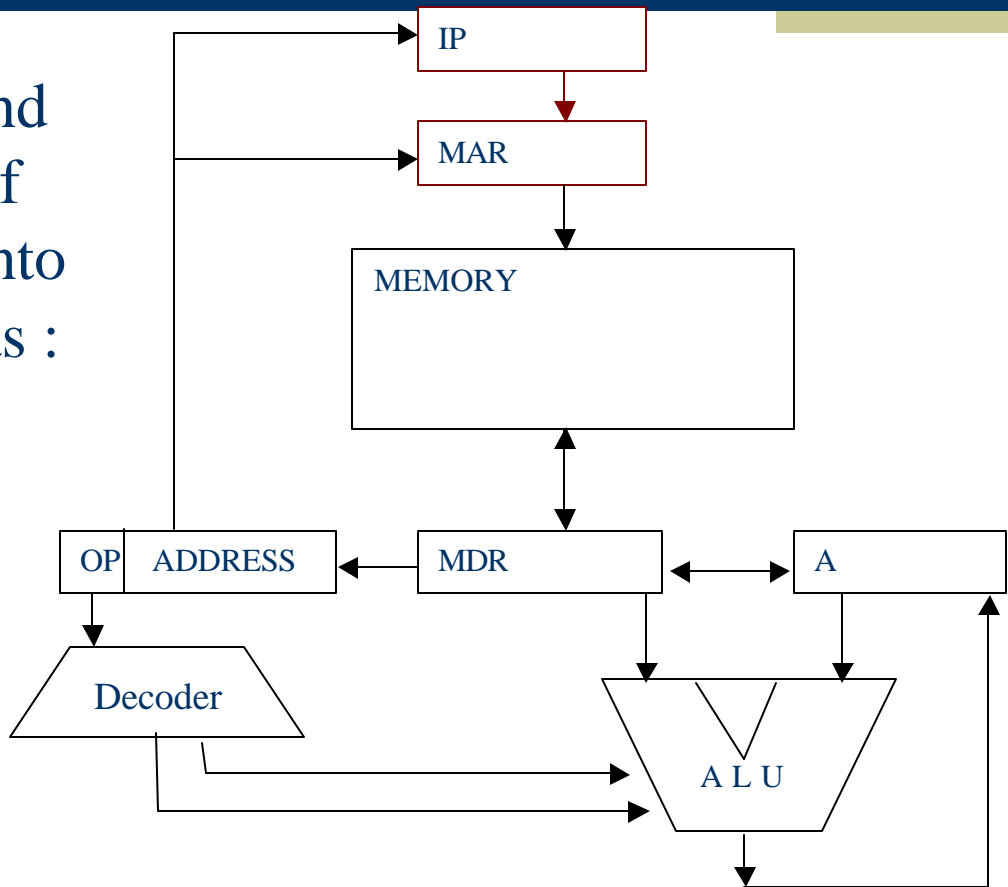 IP
nd
MAR
f
nto
MEMORY
s :
OP ADDRESS MDR A
Decoder
A L U